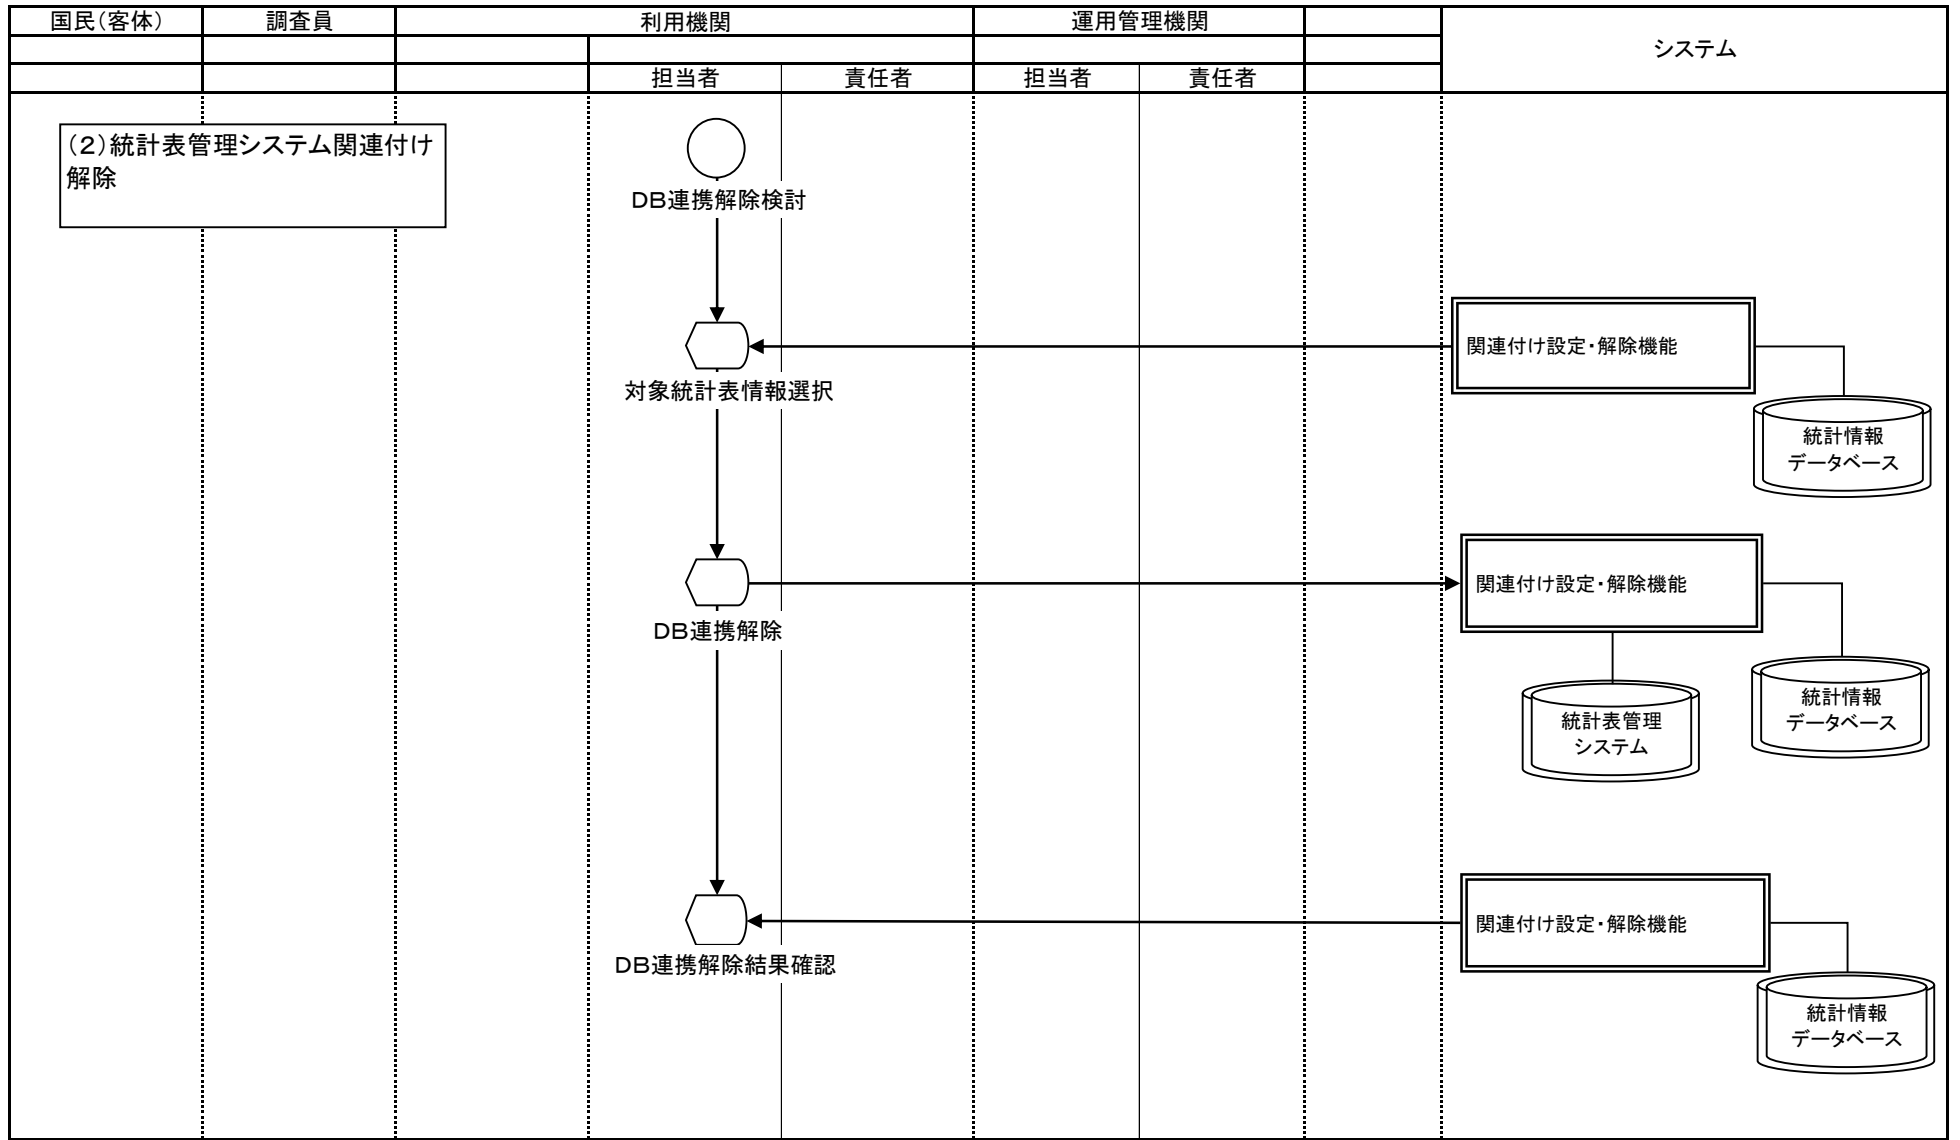 国民（客体）
調査員
利用機関
運用管理機関
システム
担当者
責任者
担当者
責任者
（２）統計表管理システム関連付け
解除
ＤＢ連携解除検討
関連付け設定・解除機能
対象統計表情報選択
統計情報
データベース
関連付け設定・解除機能
ＤＢ連携解除
統計情報
データベース
統計表管理
システム
関連付け設定・解除機能
ＤＢ連携解除結果確認
統計情報
データベース